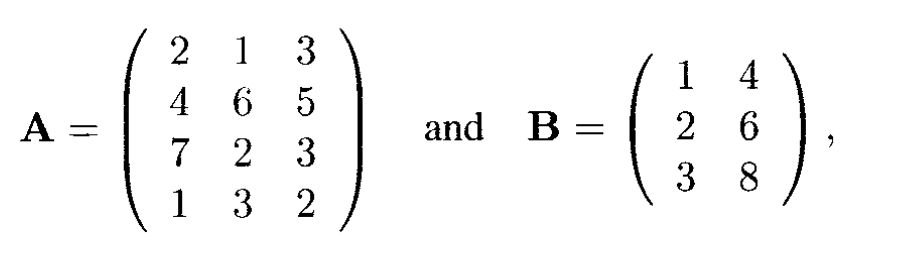 A = ( 2 1 3
4 6 5
7 2 3
1 3 2 ) and B = ( 1 4
2 6
3 8 ) ,